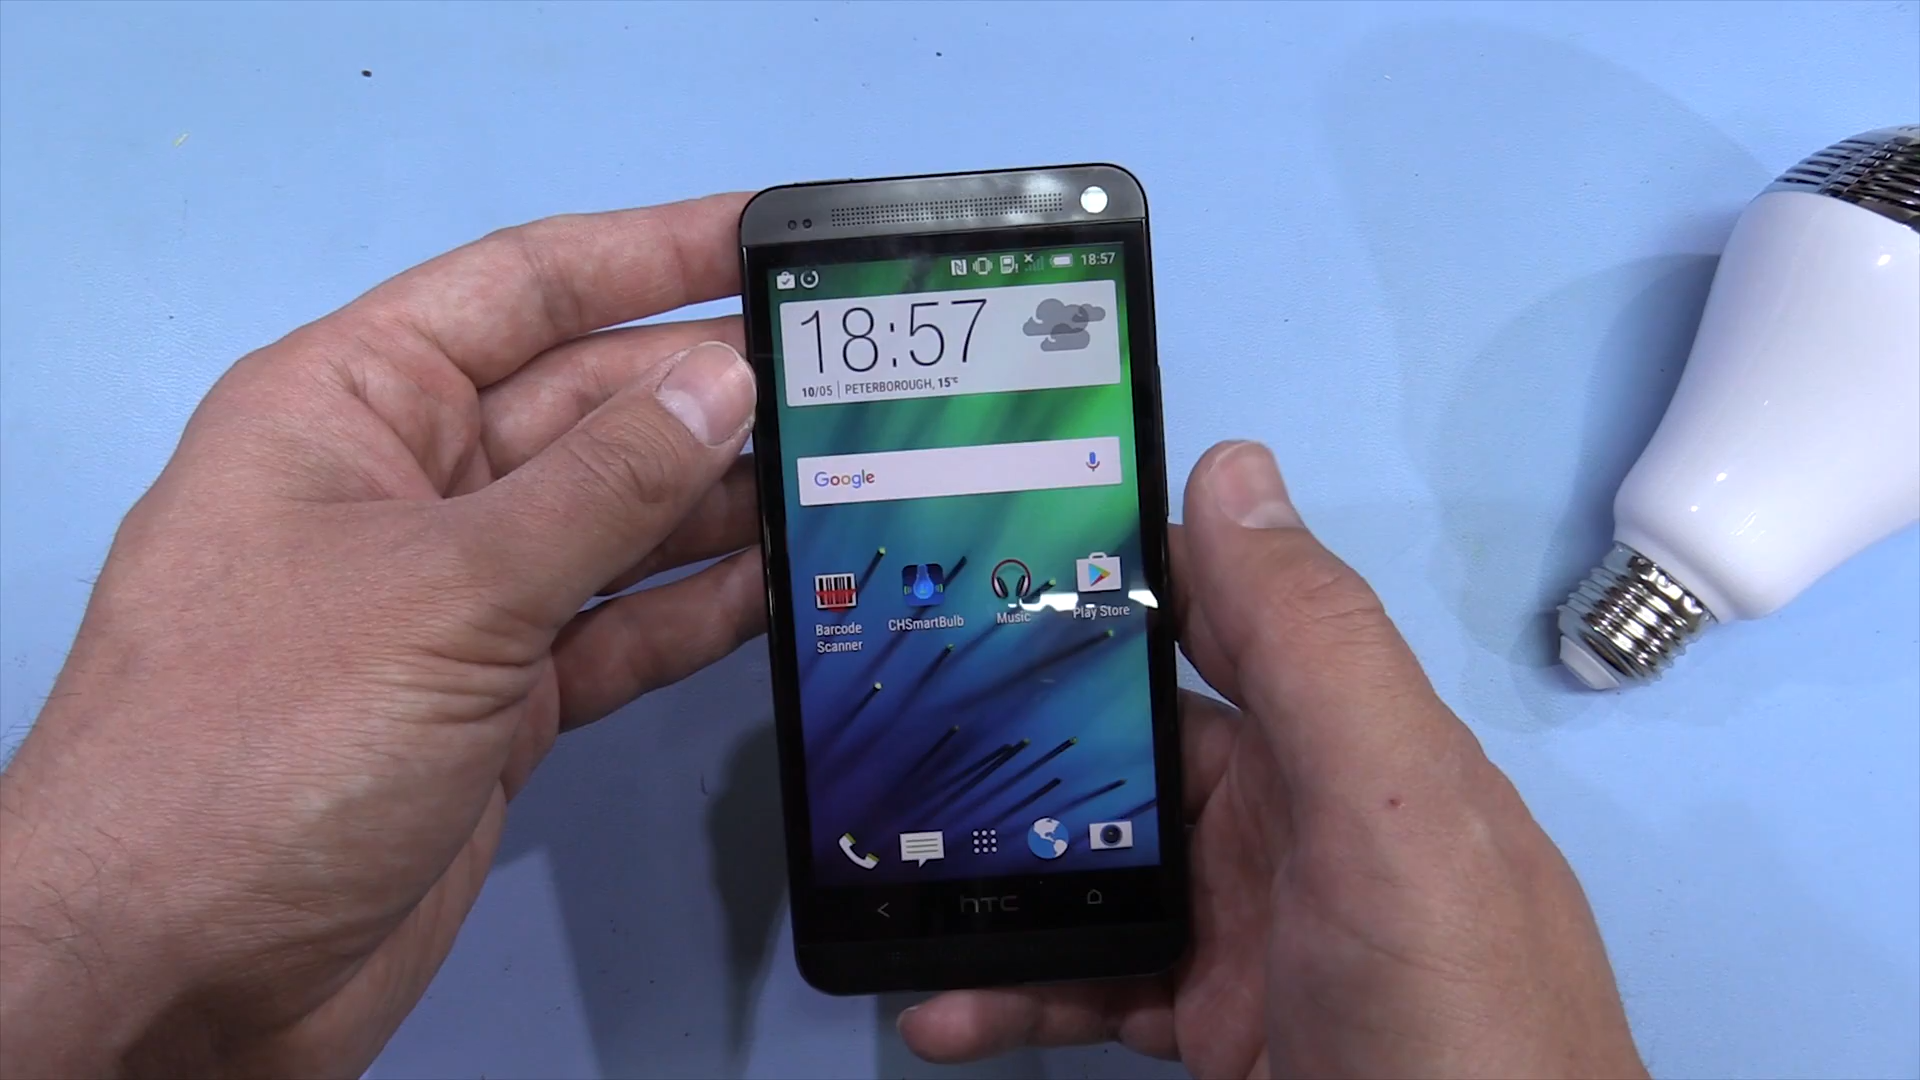 18:57
18:57
10/05 | PETERBOROUGH, 15°C
Google
Barcode
Scanner
CHSmartBulb
Music
Play Store
hTC